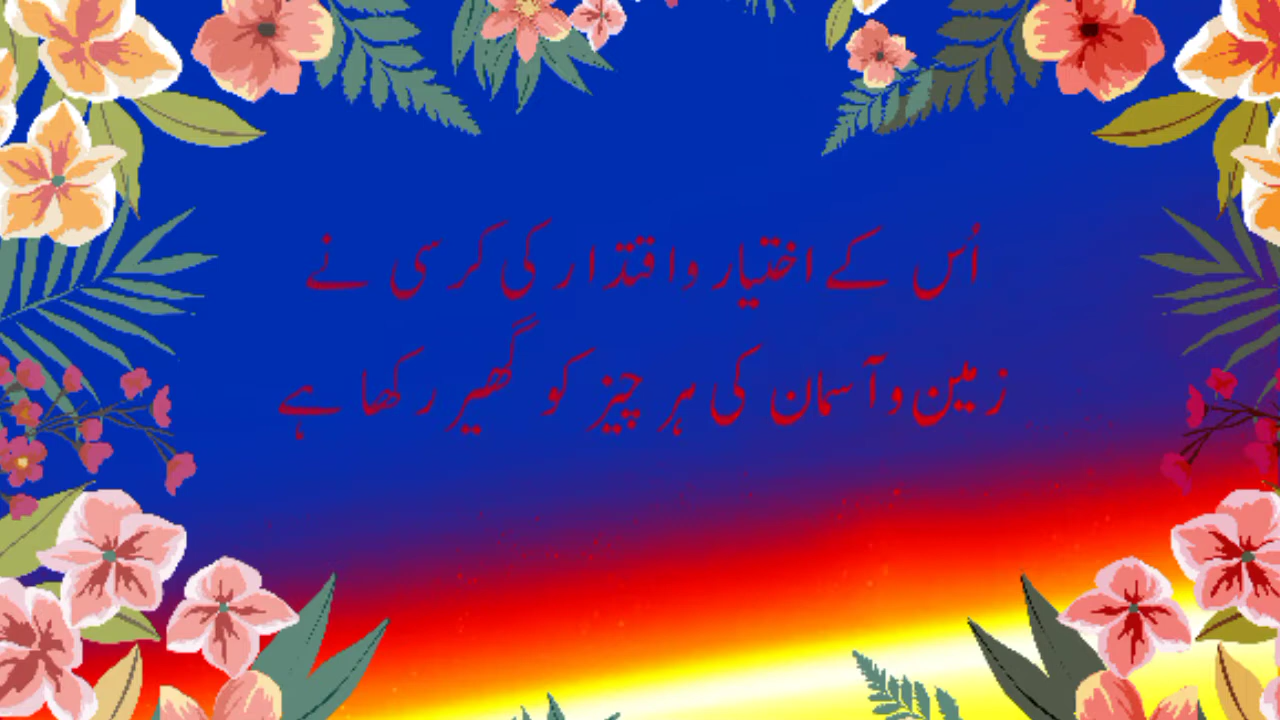 اُس کے اختیار واقتدار کی کرسی نے
زمین وآسمان کی ہر چیز کو گھیر رکھا ہے